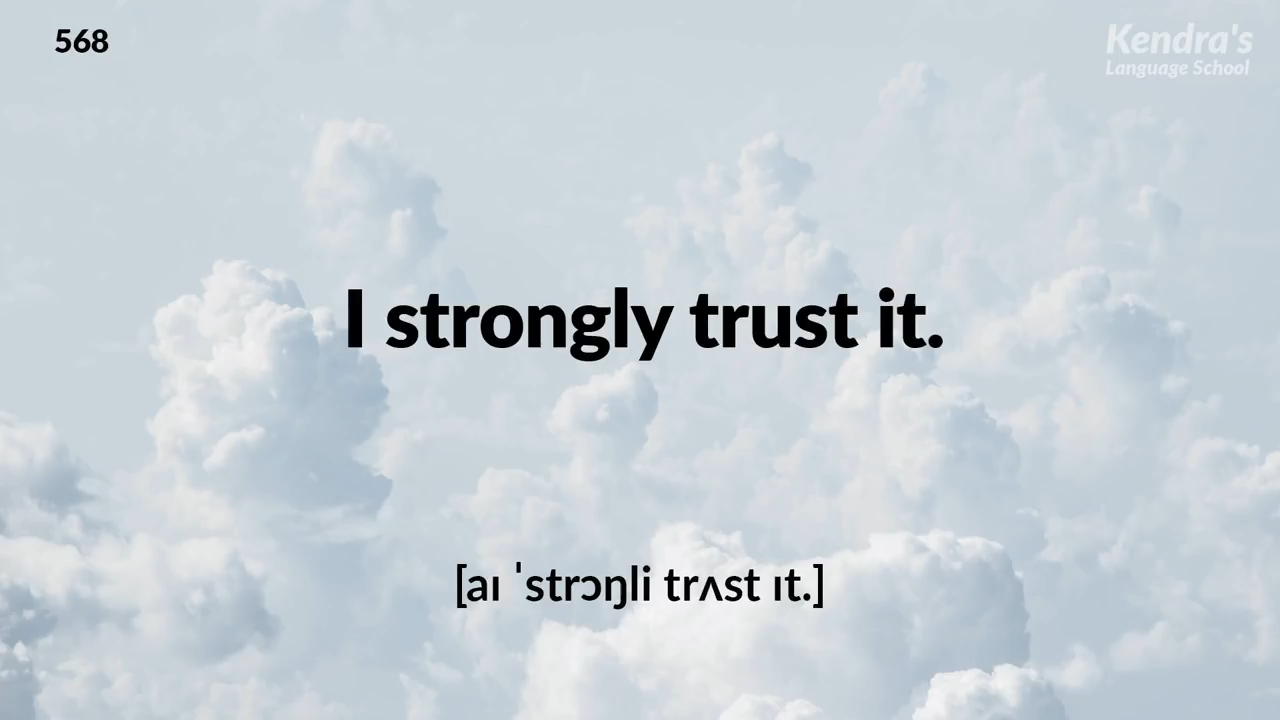 568
Kendra's
Language School
I strongly trust it.
[aɪ ˈstrɔŋli trʌst ɪt.]